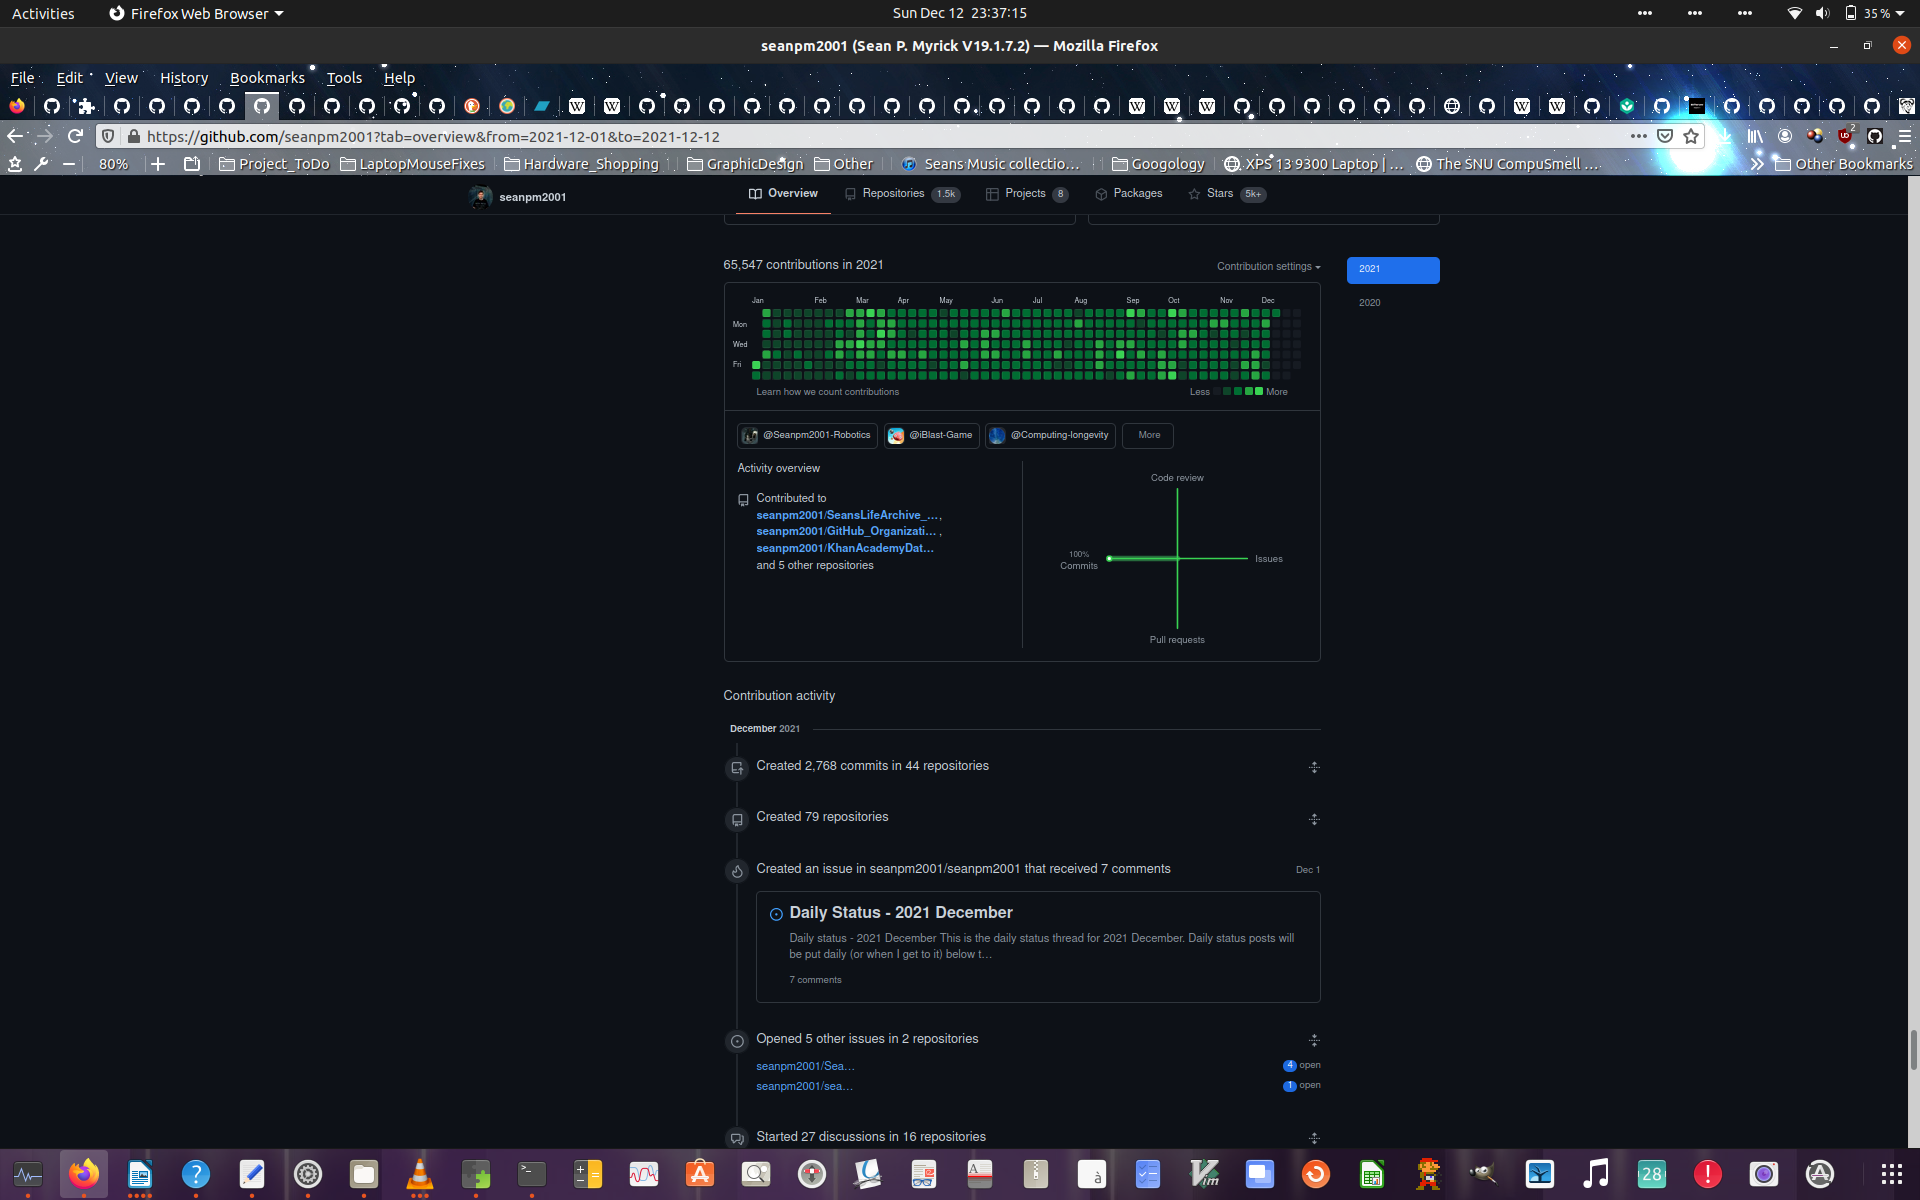 Activities
Firefox Web Browser
Sun Dec 12 23:37:15
35 %
seanpm2001 (Sean P. Myrick V19.1.7.2) — Mozilla Firefox
File Edit View History Bookmarks Tools Help
https://github.com/seanpm2001?tab=overview&from=2021-12-01&to=2021-12-12
2
80%
Project_ToDo
LaptopMouseFixes
Hardware_Shopping
GraphicDesign
Other
Seans Music collectio…
Googology
XPS 13 9300 Laptop | …
The SNU CompuSmell …
Other Bookmarks
seanpm2001
Overview
Repositories 1.5k
Projects 8
Packages
Stars 5k+
65,547 contributions in 2021
Contribution settings
2021
2020
Jan Feb Mar Apr May Jun Jul Aug Sep Oct Nov Dec
Mon
Wed
Fri
Learn how we count contributions
Less More
@Seanpm2001-Robotics
@iBlast-Game
@Computing-longevity
More
Activity overview
Contributed to
seanpm2001/SeansLifeArchive_…,
seanpm2001/GitHub_Organizati… ,
seanpm2001/KhanAcademyDat…
and 5 other repositories
Code review
100%
Commits
Issues
Pull requests
Contribution activity
December 2021
Created 2,768 commits in 44 repositories
Created 79 repositories
Created an issue in seanpm2001/seanpm2001 that received 7 comments
Dec 1
Daily Status - 2021 December
Daily status - 2021 December This is the daily status thread for 2021 December. Daily status posts will
be put daily (or when I get to it) below t…
7 comments
Opened 5 other issues in 2 repositories
seanpm2001/Sea…
4 open
seanpm2001/sea…
1 open
Started 27 discussions in 16 repositories
28